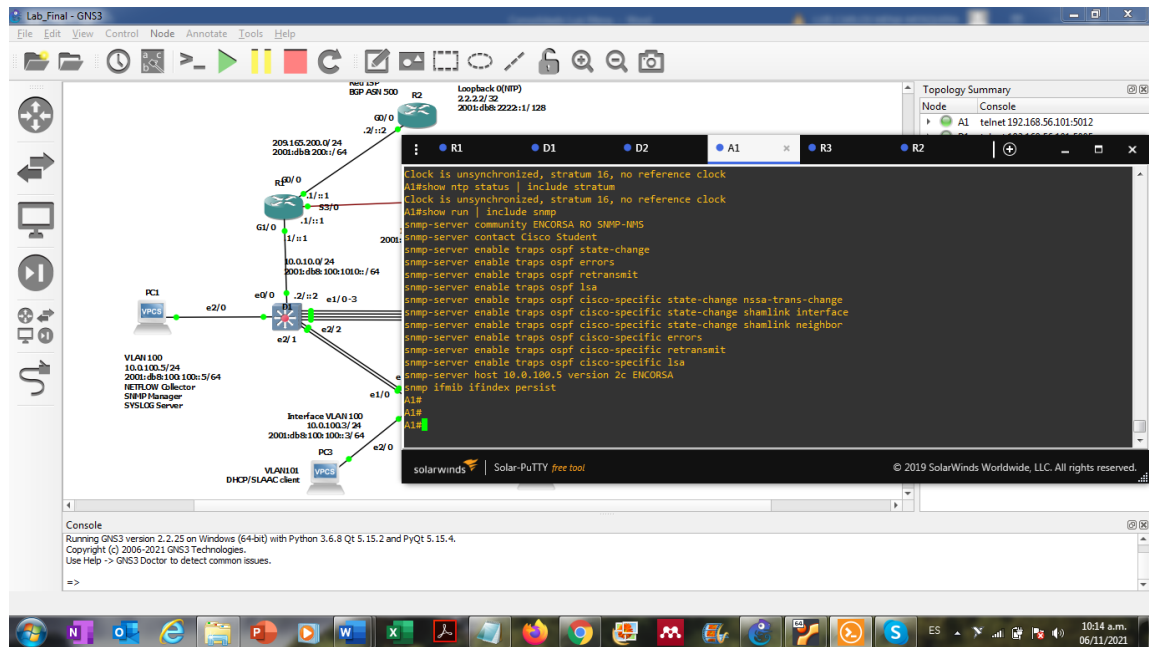 Lab_Final - GNS3
File Edit View Control Node Annotate Tools Help
BGP ASN 500
R2
Loopback 0(NTP)
2.2.2.2/32
2001:db8:2222::1/128
G0/0
.2/::2
209.165.200.0/24
2001:db8:200::/64
G0/0
.1/::1
S3/0
.1/::1
G1/0
.1/::1
2001:
10.0.10.0/24
2001:db8:100:1010::/64
PC1
VPCS
e2/0
e0/0
.2/::2
e1/0-3
D1
e2/2
e2/1
VLAN 100
10.0.100.5/24
2001:db8:100:100::5/64
NETFLOW Collector
SNMP Manager
SYSLOG Server
e1/0
Interface VLAN 100
10.0.100.3/24
2001:db8:100:100::3/64
e2/0
PC3
VPCS
VLAN101
DHCP/SLAAC client
Topology Summary
Node Console
A1 telnet 192.168.56.101:5012
R1 D1 D2 A1 × R3 R2
Clock is unsynchronized, stratum 16, no reference clock
A1#show ntp status | include stratum
Clock is unsynchronized, stratum 16, no reference clock
A1#show run | include snmp
snmp-server community ENCORSA RO SNMP-NMS
snmp-server contact Cisco Student
snmp-server enable traps ospf state-change
snmp-server enable traps ospf errors
snmp-server enable traps ospf retransmit
snmp-server enable traps ospf lsa
snmp-server enable traps ospf cisco-specific state-change nssa-trans-change
snmp-server enable traps ospf cisco-specific state-change shamlink interface
snmp-server enable traps ospf cisco-specific state-change shamlink neighbor
snmp-server enable traps ospf cisco-specific errors
snmp-server enable traps ospf cisco-specific retransmit
snmp-server enable traps ospf cisco-specific lsa
snmp-server host 10.0.100.5 version 2c ENCORSA
snmp ifmib ifindex persist
A1#
A1#
A1#
solarwinds Solar-PuTTY free tool © 2019 SolarWinds Worldwide, LLC. All rights reserved.
Console
Running GNS3 version 2.2.25 on Windows (64-bit) with Python 3.6.8 Qt 5.15.2 and PyQt 5.15.4.
Copyright (c) 2006-2021 GNS3 Technologies.
Use Help -> GNS3 Doctor to detect common issues.
=>
ES
10:14 a.m.
06/11/2021